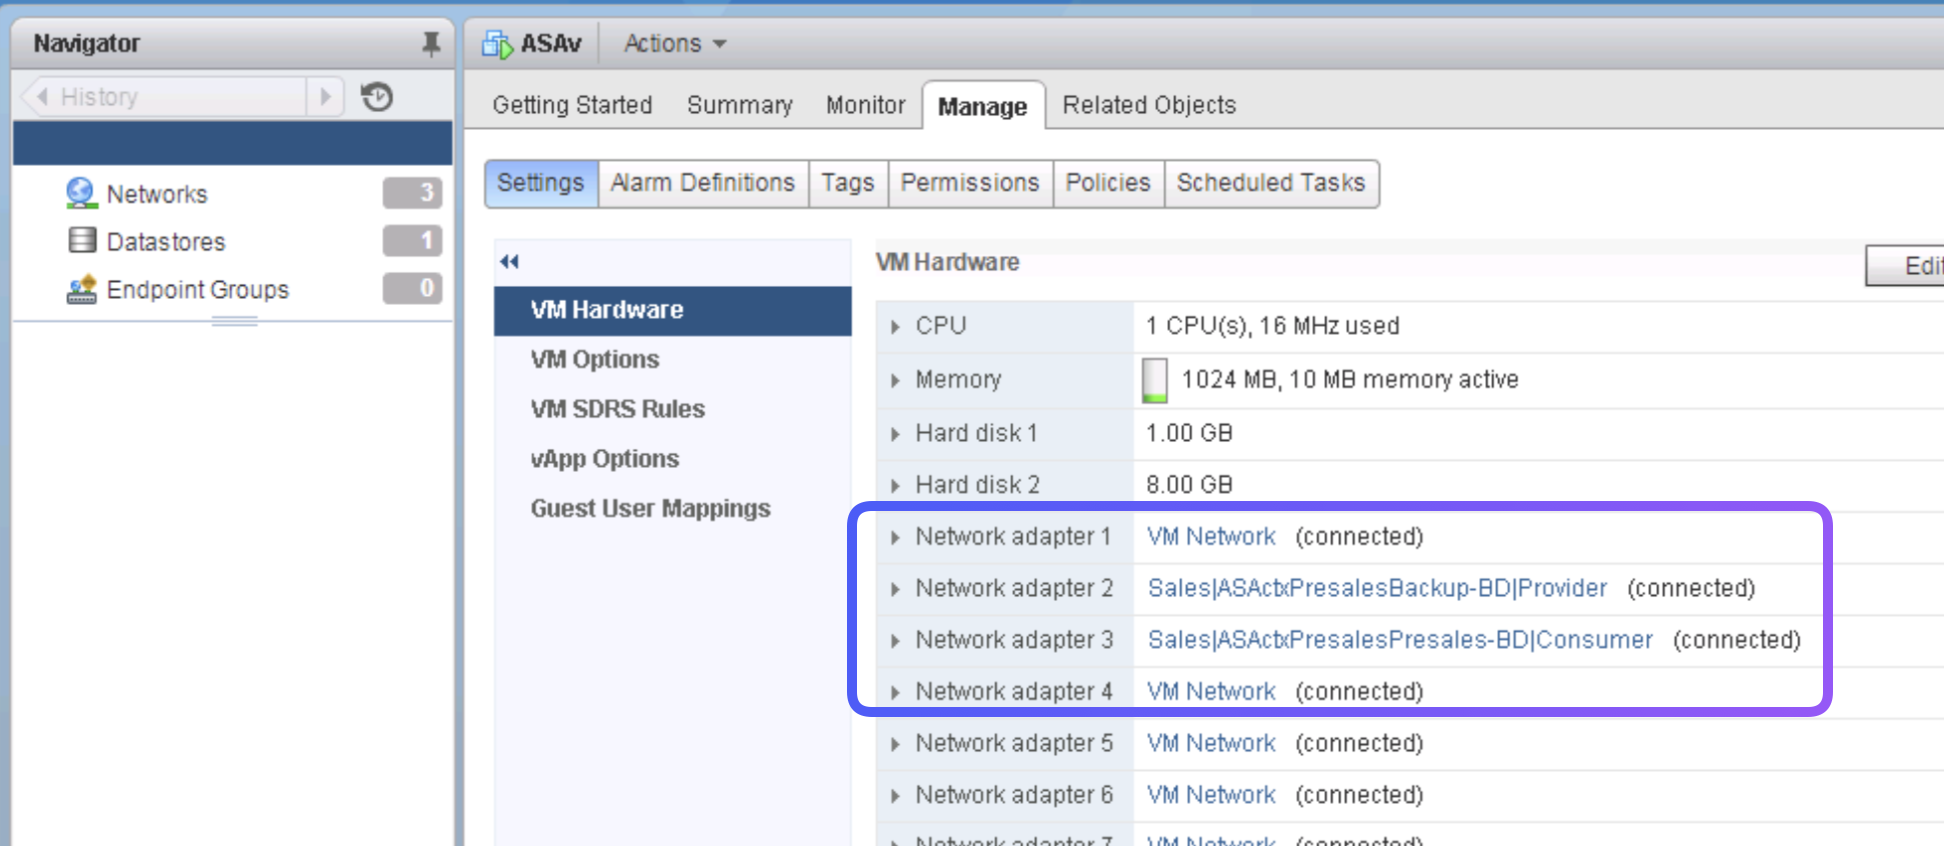 Navigator
ASAv Actions
History
Getting Started Summary Monitor Manage Related Objects
Settings Alarm Definitions Tags Permissions Policies Scheduled Tasks
Networks 3
Datastores 1
Endpoint Groups 0
VM Hardware
VM Options
VM SDRS Rules
vApp Options
Guest User Mappings
VM Hardware
CPU 1 CPU(s), 16 MHz used
Memory 1024 MB, 10 MB memory active
Hard disk 1 1.00 GB
Hard disk 2 8.00 GB
Network adapter 1 VM Network (connected)
Network adapter 2 Sales|ASActxPresalesBackup-BD|Provider (connected)
Network adapter 3 Sales|ASActxPresalesPresales-BD|Consumer (connected)
Network adapter 4 VM Network (connected)
Network adapter 5 VM Network (connected)
Network adapter 6 VM Network (connected)
Network adapter 7 VM Network (connected)